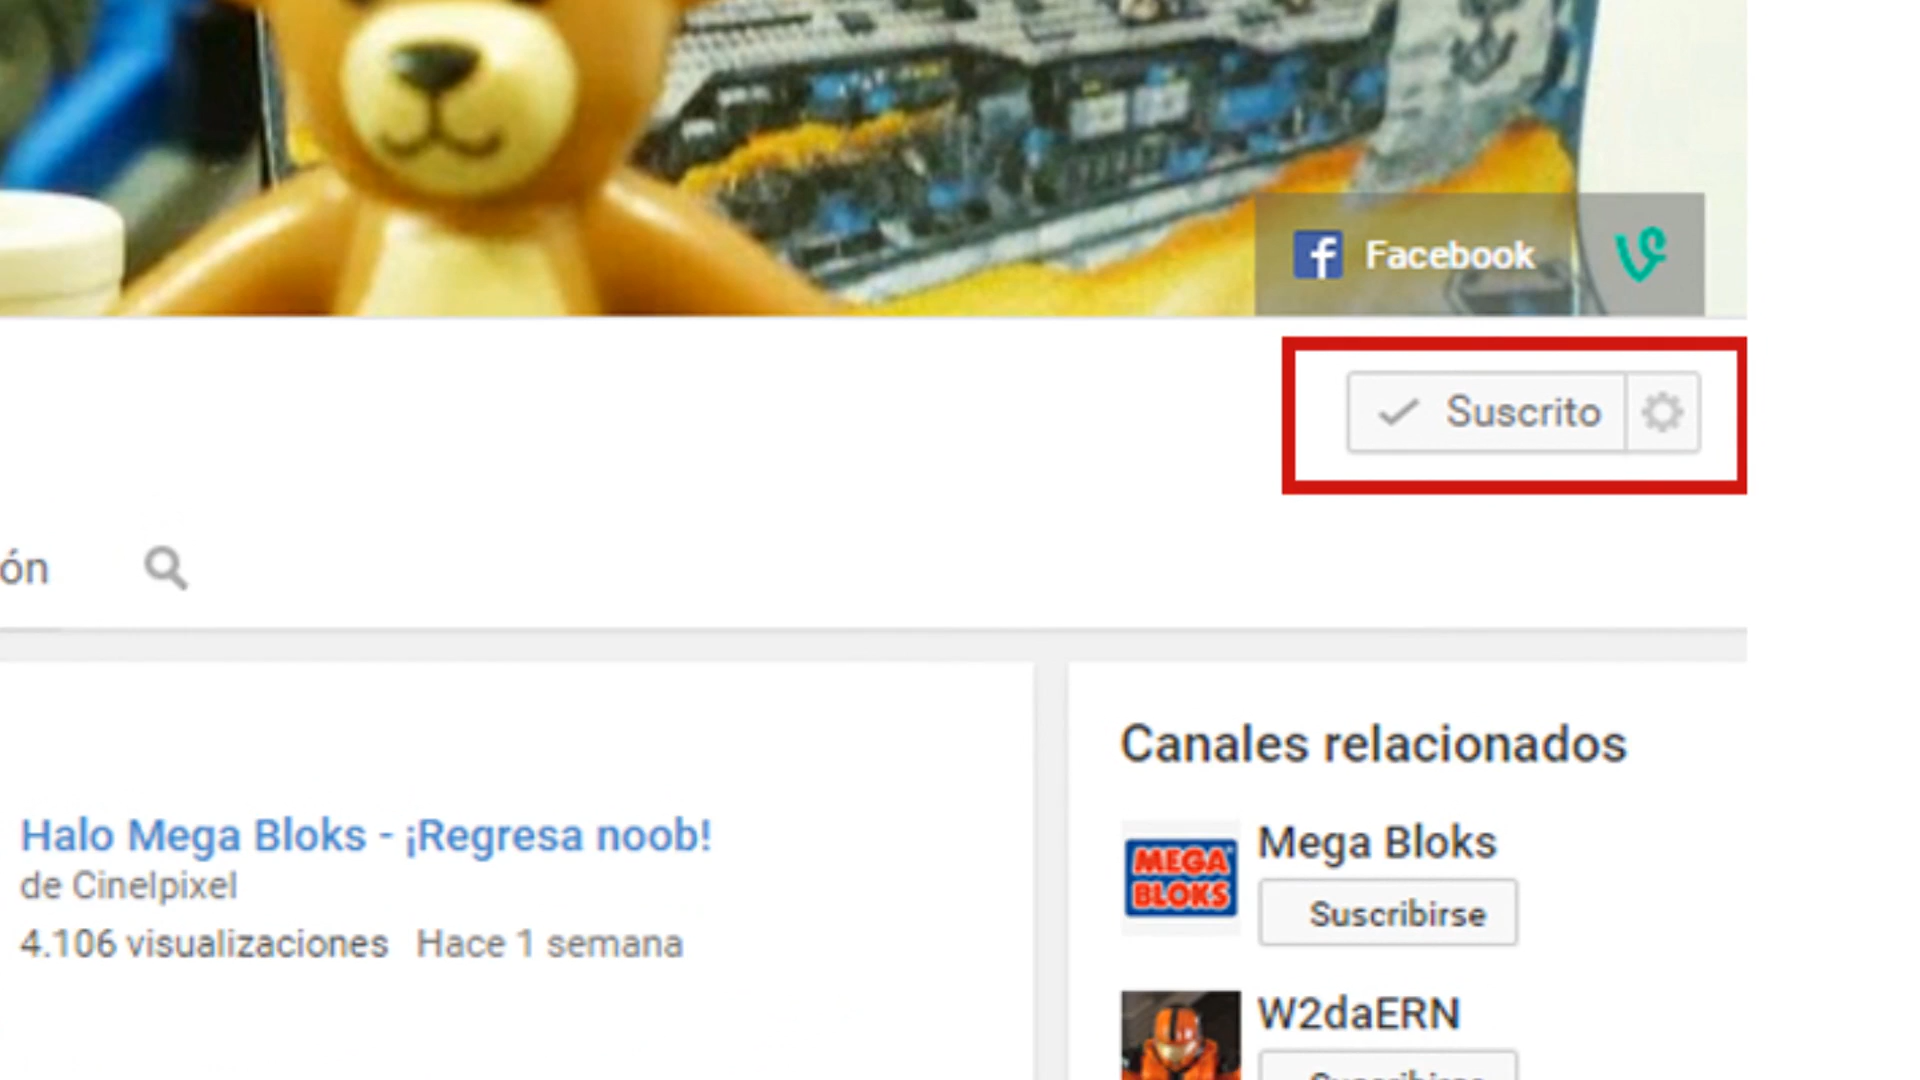 Facebook
Suscrito
ón
Canales relacionados
Halo Mega Bloks - ¡Regresa noob!
de Cinelpixel
4.106 visualizaciones Hace 1 semana
MEGA
BLOKS
Mega Bloks
Suscribirse
W2daERN